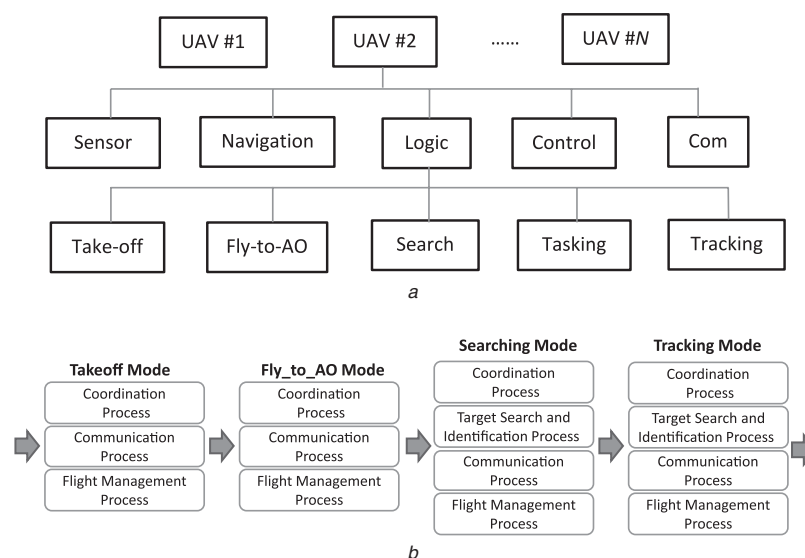 UAV #1
UAV #2
......
UAV #N
Sensor
Navigation
Logic
Control
Com
Take-off
Fly-to-AO
Search
Tasking
Tracking
a
Takeoff Mode
Coordination
Process
Communication
Process
Flight Management
Process
Fly_to_AO Mode
Coordination
Process
Communication
Process
Flight Management
Process
Searching Mode
Coordination
Process
Target Search and
Identification Process
Communication
Process
Flight Management
Process
Tracking Mode
Coordination
Process
Target Search and
Identification Process
Communication
Process
Flight Management
Process
b